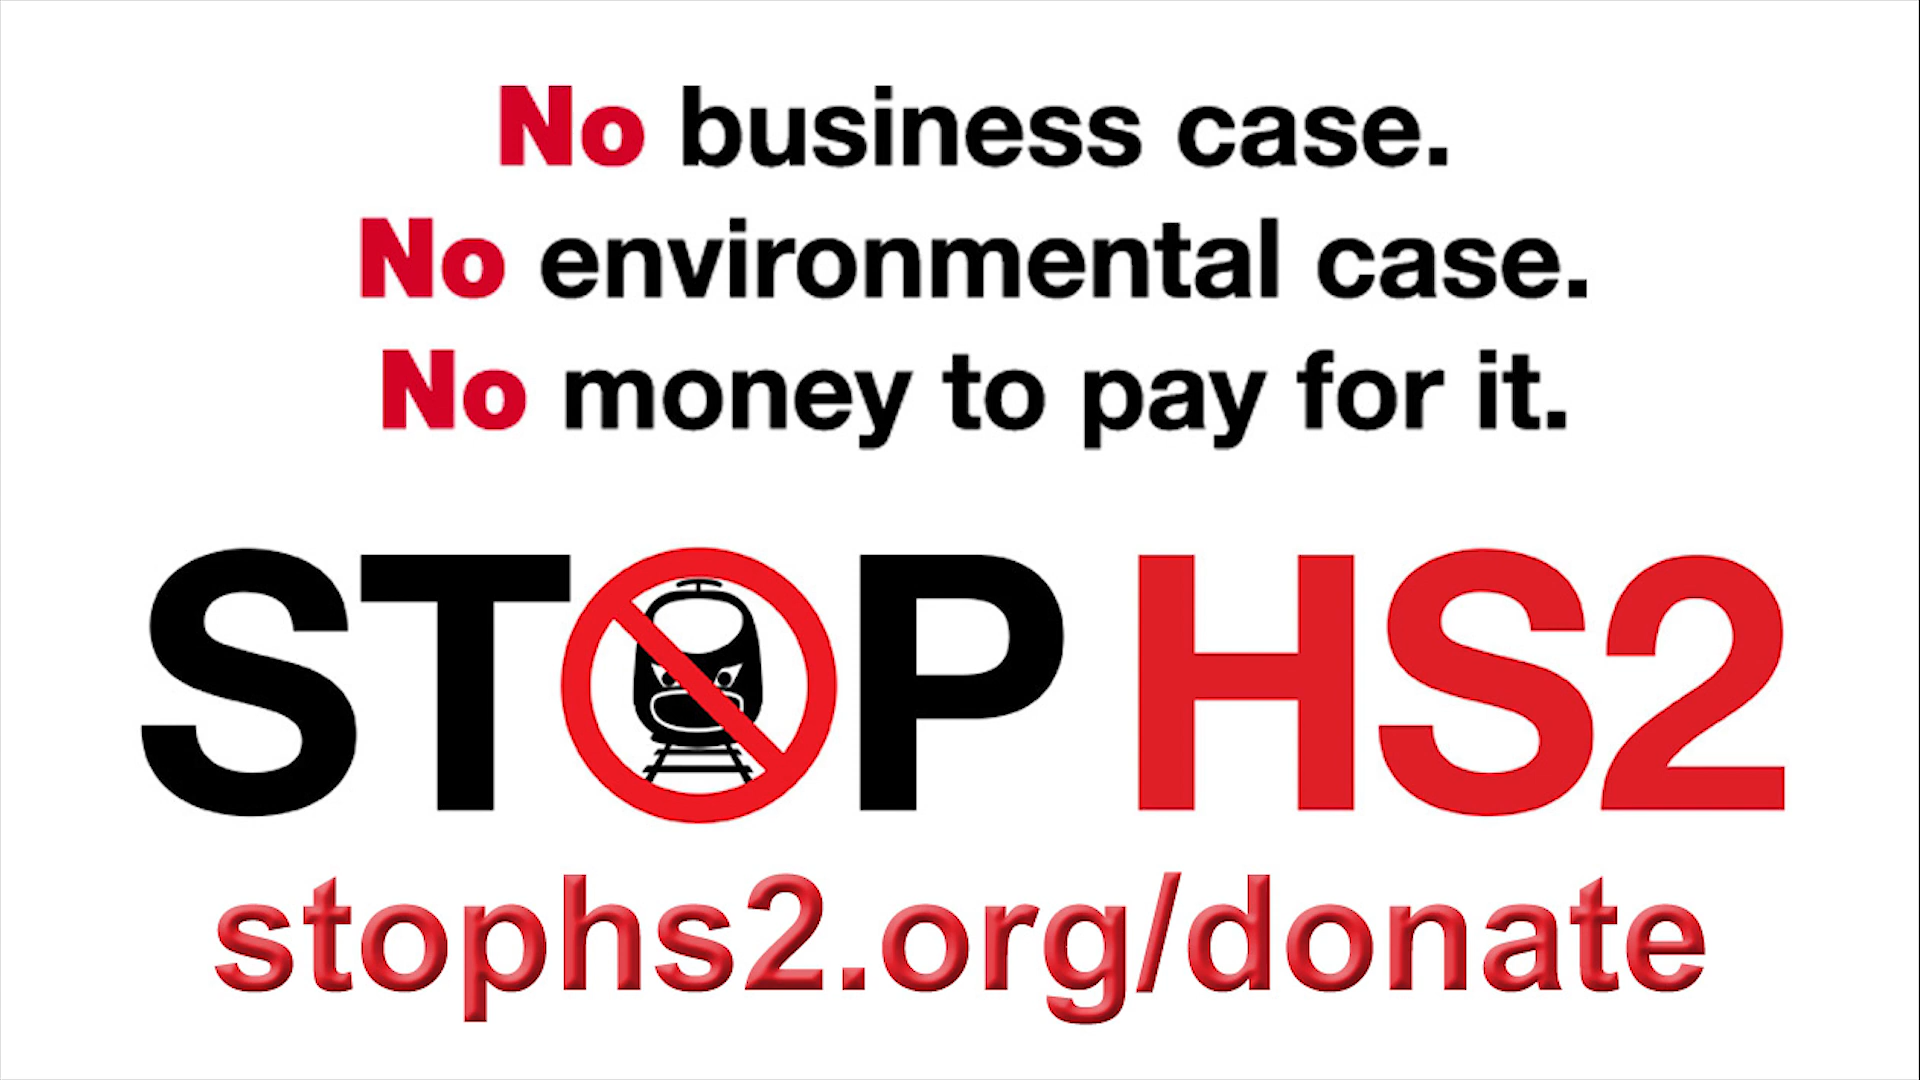 No business case.
No environmental case.
No money to pay for it.
STOP HS2
stophs2.org/donate